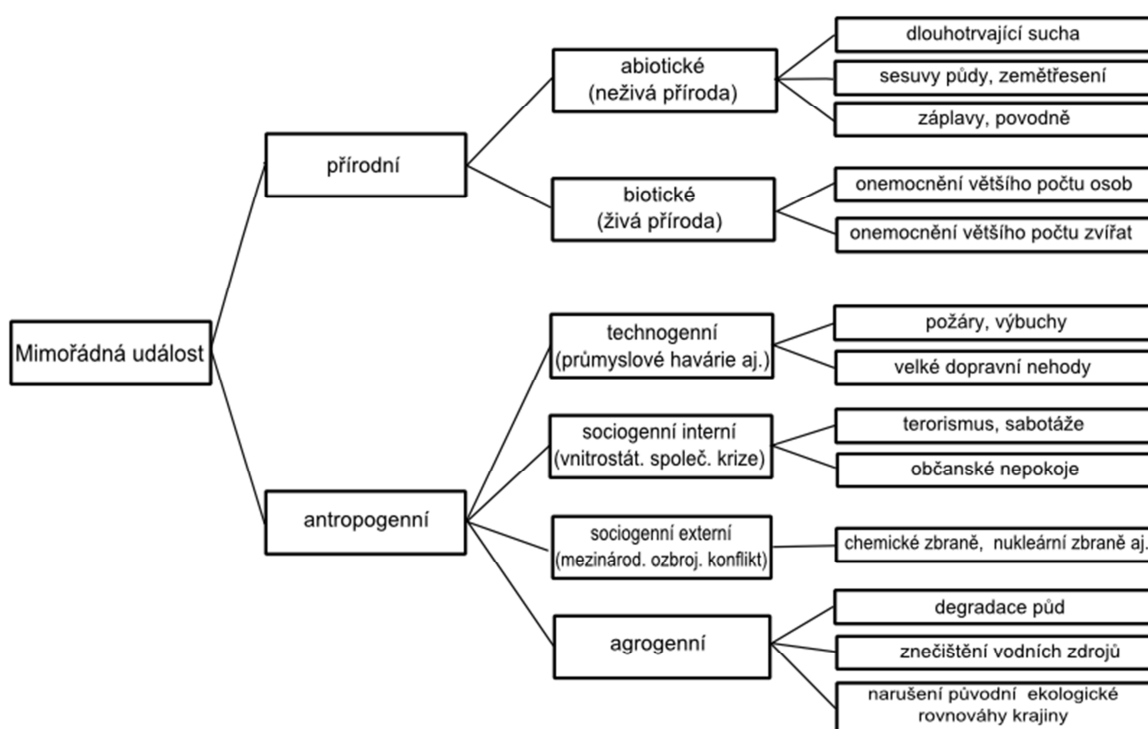 Mimořádná událost
přírodní
abiotické
(neživá příroda)
dlouhotrvající sucha
sesuvy půdy, zemětřesení
záplavy, povodně
biotické
(živá příroda)
onemocnění většího počtu osob
onemocnění většího počtu zvířat
antropogenní
technogenní
(průmyslové havárie aj.)
požáry, výbuchy
velké dopravní nehody
sociogenní interní
(vnitrostát. společ. krize)
terorismus, sabotáže
občanské nepokoje
sociogenní externí
(mezinárod. ozbroj. konflikt)
chemické zbraně, nukleární zbraně aj.
agrogenní
degradace půd
znečištění vodních zdrojů
narušení původní ekologické
rovnováhy krajiny